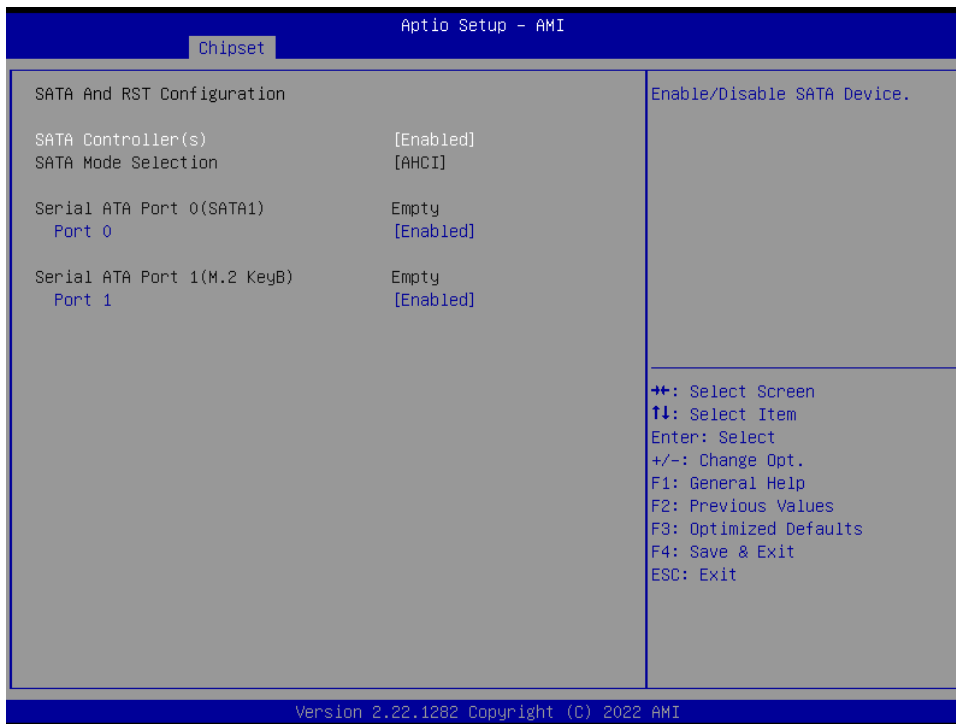 Aptio Setup - AMI
Chipset
SATA And RST Configuration
SATA Controller(s) [Enabled]
SATA Mode Selection [AHCI]
Serial ATA Port 0(SATA1) Empty
Port 0 [Enabled]
Serial ATA Port 1(M.2 KeyB) Empty
Port 1 [Enabled]
Enable/Disable SATA Device.
→←: Select Screen
↑↓: Select Item
Enter: Select
+/-: Change Opt.
F1: General Help
F2: Previous Values
F3: Optimized Defaults
F4: Save & Exit
ESC: Exit
Version 2.22.1282 Copyright (C) 2022 AMI